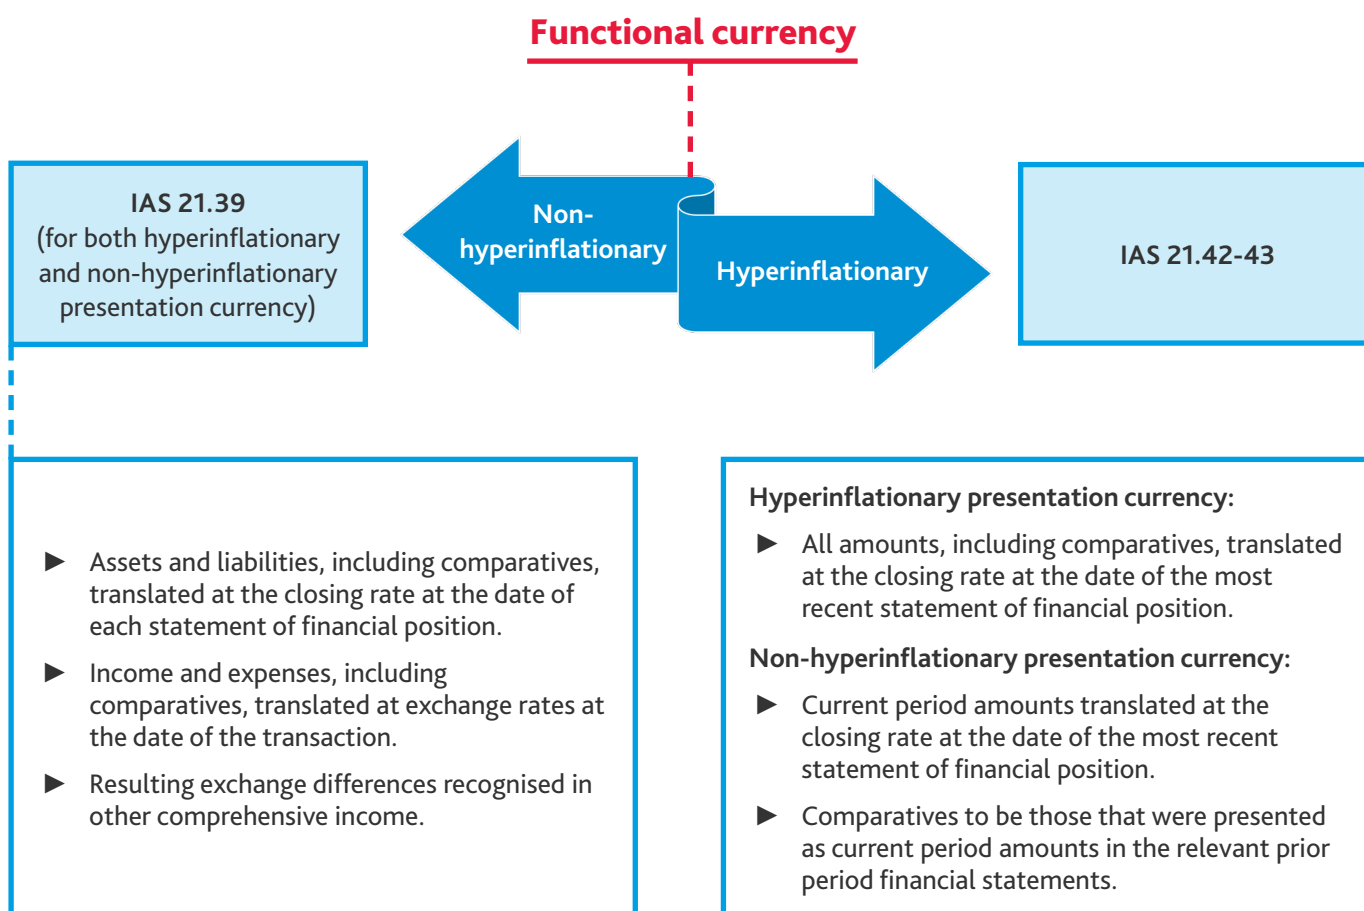 Functional currency
IAS 21.39
(for both hyperinflationary
and non-hyperinflationary
presentation currency)
Non-
hyperinflationary
Hyperinflationary
IAS 21.42-43
► Assets and liabilities, including comparatives,
translated at the closing rate at the date of
each statement of financial position.
► Income and expenses, including
comparatives, translated at exchange rates at
the date of the transaction.
► Resulting exchange differences recognised in
other comprehensive income.
Hyperinflationary presentation currency:
► All amounts, including comparatives, translated
at the closing rate at the date of the most
recent statement of financial position.
Non-hyperinflationary presentation currency:
► Current period amounts translated at the
closing rate at the date of the most recent
statement of financial position.
► Comparatives to be those that were presented
as current period amounts in the relevant prior
period financial statements.